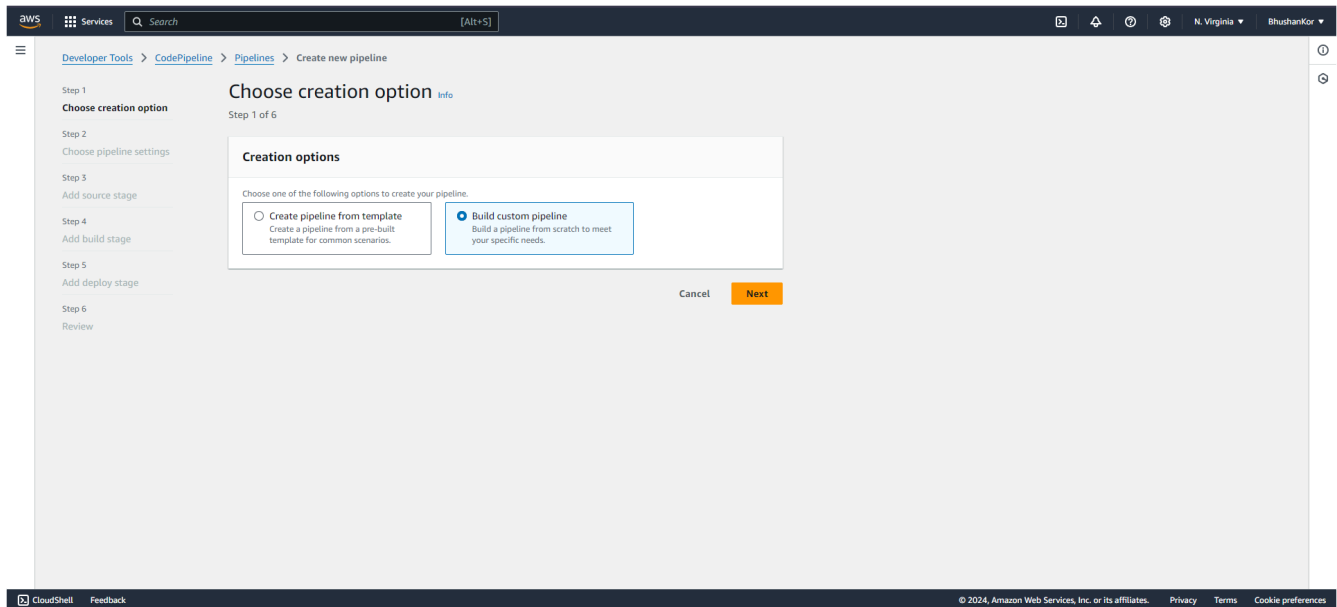 aws
Services
Search [Alt+S]
N. Virginia
BhushanKor
Developer Tools
CodePipeline
Pipelines
Create new pipeline
Step 1
Choose creation option
Step 2
Choose pipeline settings
Step 3
Add source stage
Step 4
Add build stage
Step 5
Add deploy stage
Step 6
Review
Choose creation option Info
Step 1 of 6
Creation options
Choose one of the following options to create your pipeline.
Create pipeline from template
Create a pipeline from a pre-built
template for common scenarios.
Build custom pipeline
Build a pipeline from scratch to meet
your specific needs.
Cancel
Next
CloudShell
Feedback
© 2024, Amazon Web Services, Inc. or its affiliates.
Privacy
Terms
Cookie preferences